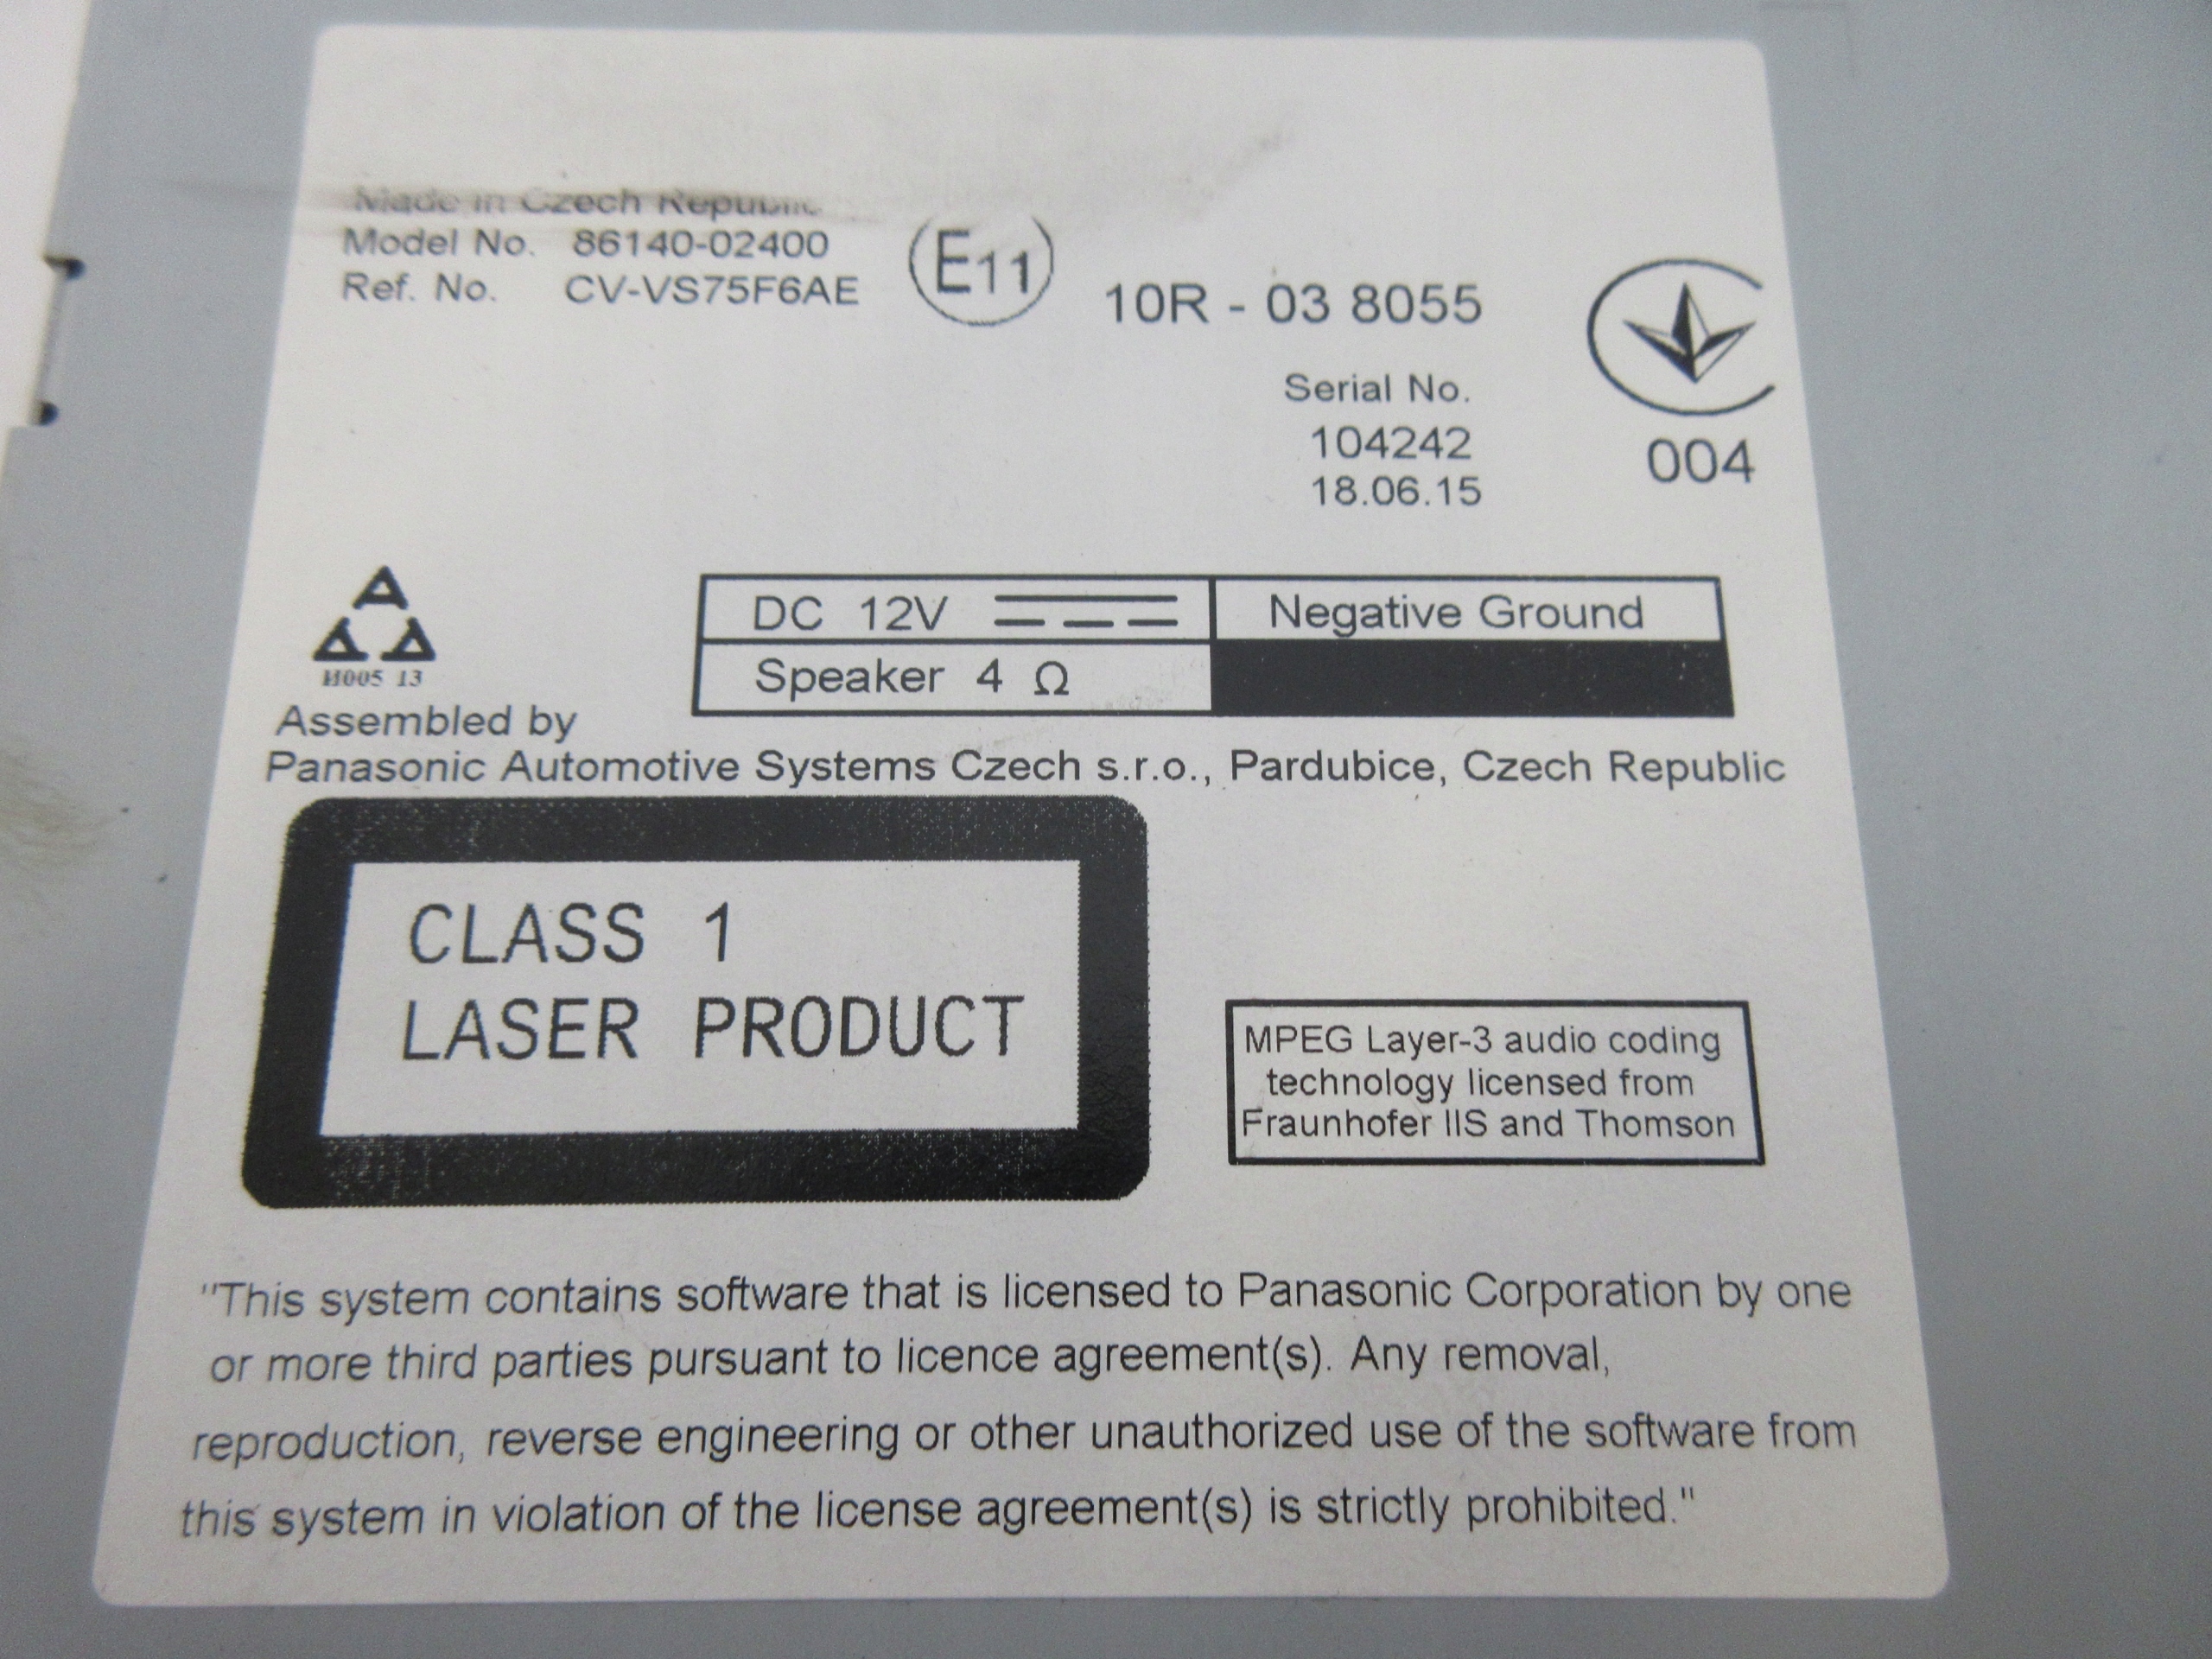 Made in Czech Republic
Model No. 86140-02400
Ref. No. CV-VS75F6AE
E11
10R - 03 8055
Serial No.
104242
18.06.15
004
И005 13
DC 12V
Negative Ground
Speaker 4 Ω
Assembled by
Panasonic Automotive Systems Czech s.r.o., Pardubice, Czech Republic
CLASS 1
LASER PRODUCT
MPEG Layer-3 audio coding
technology licensed from
Fraunhofer IIS and Thomson
"This system contains software that is licensed to Panasonic Corporation by one
or more third parties pursuant to licence agreement(s). Any removal,
reproduction, reverse engineering or other unauthorized use of the software from
this system in violation of the license agreement(s) is strictly prohibited."